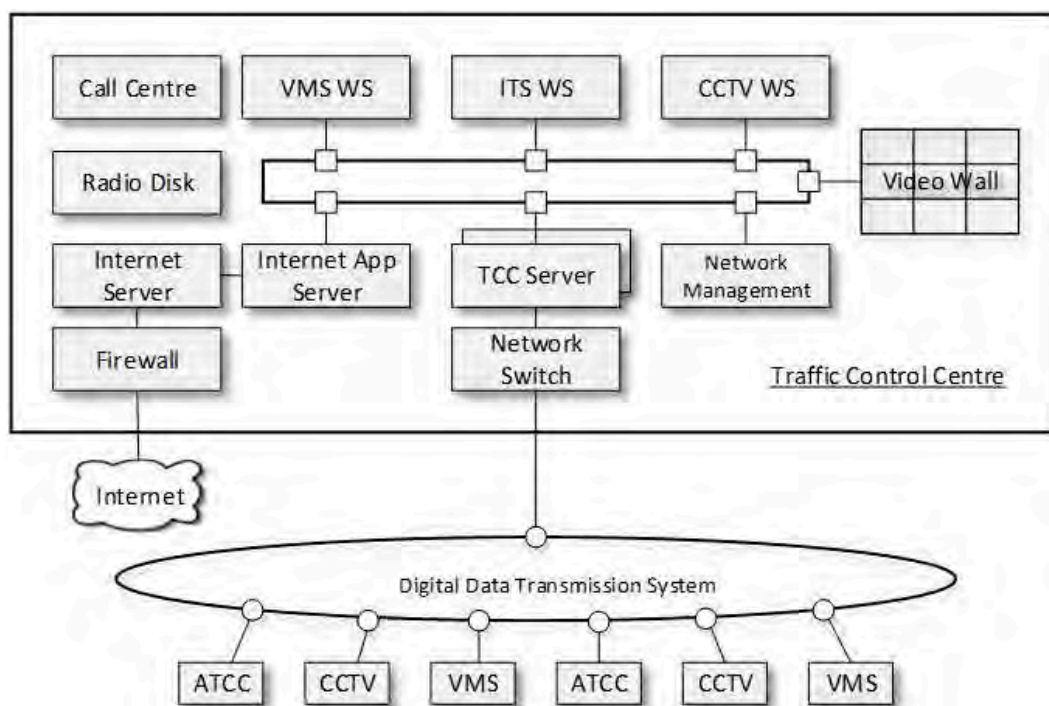 Call Centre
VMS WS
ITS WS
CCTV WS
Radio Disk
Video Wall
Internet
Server
Internet App
Server
TCC Server
Network
Management
Firewall
Network
Switch
Traffic Control Centre
Internet
Digital Data Transmission System
ATCC
CCTV
VMS
ATCC
CCTV
VMS